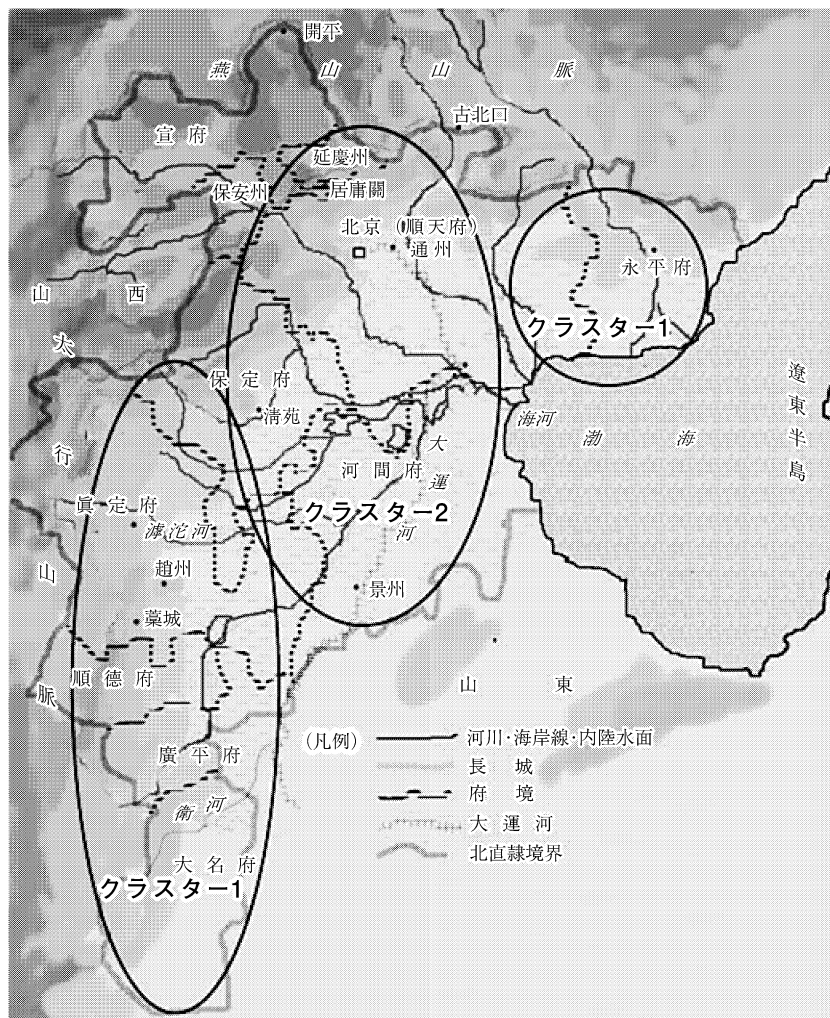 開平
燕山山脈
古北口
宣府
延慶州
保安州
居庸關
北京(順天府)
通州
永平府
山西
クラスター1
太行山脈
保定府
清苑
遼東半島
海河
渤海
大運河
河間府
クラスター2
眞定府
滹沱河
趙州
景州
藁城
順德府
山東
(凡例)
河川・海岸線・内陸水面
長城
府境
大運河
北直隷境界
廣平府
衛河
大名府
クラスター1